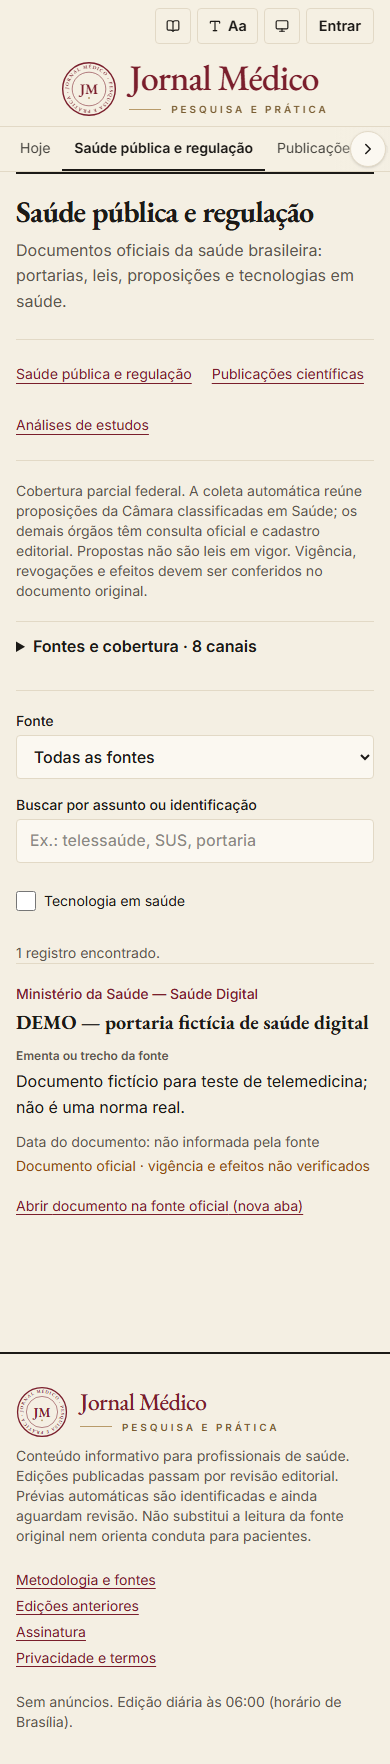 Aa
Entrar
JM
Jornal Médico
PESQUISA E PRÁTICA
Hoje
Saúde pública e regulação
Publicaçõe
Saúde pública e regulação
Documentos oficiais da saúde brasileira:
portarias, leis, proposições e tecnologias em
saúde.
Saúde pública e regulação
Publicações científicas
Análises de estudos
Cobertura parcial federal. A coleta automática reúne
proposições da Câmara classificadas em Saúde; os
demais órgãos têm consulta oficial e cadastro
editorial. Propostas não são leis em vigor. Vigência,
revogações e efeitos devem ser conferidos no
documento original.
Fontes e cobertura · 8 canais
Fonte
Todas as fontes
Buscar por assunto ou identificação
Ex.: telessaúde, SUS, portaria
Tecnologia em saúde
1 registro encontrado.
Ministério da Saúde — Saúde Digital
DEMO — portaria fictícia de saúde digital
Ementa ou trecho da fonte
Documento fictício para teste de telemedicina;
não é uma norma real.
Data do documento: não informada pela fonte
Documento oficial · vigência e efeitos não verificados
Abrir documento na fonte oficial (nova aba)
JM
Jornal Médico
PESQUISA E PRÁTICA
Conteúdo informativo para profissionais de saúde.
Edições publicadas passam por revisão editorial.
Prévias automáticas são identificadas e ainda
aguardam revisão. Não substitui a leitura da fonte
original nem orienta conduta para pacientes.
Metodologia e fontes
Edições anteriores
Assinatura
Privacidade e termos
Sem anúncios. Edição diária às 06:00 (horário de
Brasília).